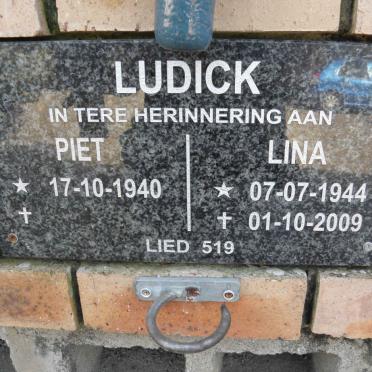 LUDICK
IN TERE HERINNERING AAN
PIET LINA
★ 17-10-1940 ★ 07-07-1944
✝ ✝ 01-10-2009
LIED 519